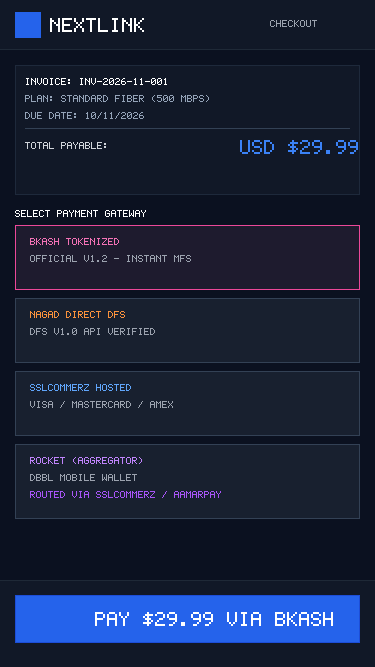 NEXTLINK
CHECKOUT
INVOICE: INV-2026-11-001
PLAN: STANDARD FIBER (500 MBPS)
DUE DATE: 10/11/2026
TOTAL PAYABLE: USD $29.99
SELECT PAYMENT GATEWAY
BKASH TOKENIZED
OFFICIAL V1.2 - INSTANT MFS
NAGAD DIRECT DFS
DFS V1.0 API VERIFIED
SSLCOMMERZ HOSTED
VISA / MASTERCARD / AMEX
ROCKET (AGGREGATOR)
DBBL MOBILE WALLET
ROUTED VIA SSLCOMMERZ / AAMARPAY
PAY $29.99 VIA BKASH